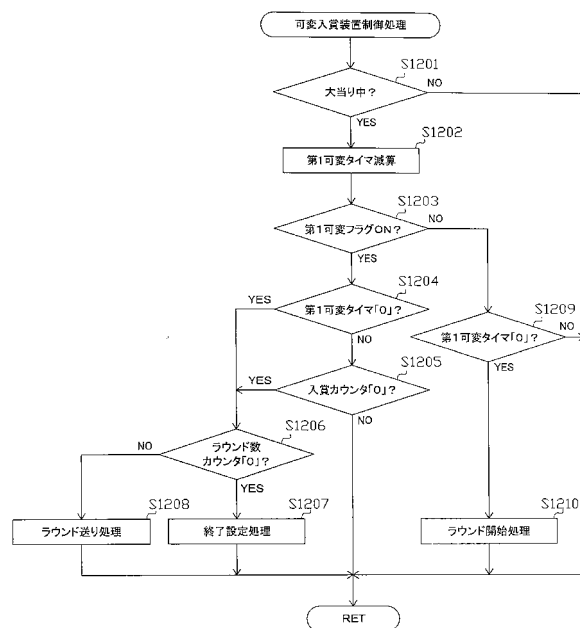 可変入賞装置制御処理
S1201
大当り中？
NO
YES
S1202
第1可変タイマ減算
S1203
第1可変フラグON？
NO
YES
S1204
YES
第1可変タイマ「0」？
NO
S1209
第1可変タイマ「0」？
NO
YES
S1205
YES
入賞カウンタ「0」？
NO
S1206
NO
ラウンド数
カウンタ「0」？
YES
S1208
ラウンド送り処理
S1207
終了設定処理
S1210
ラウンド開始処理
RET